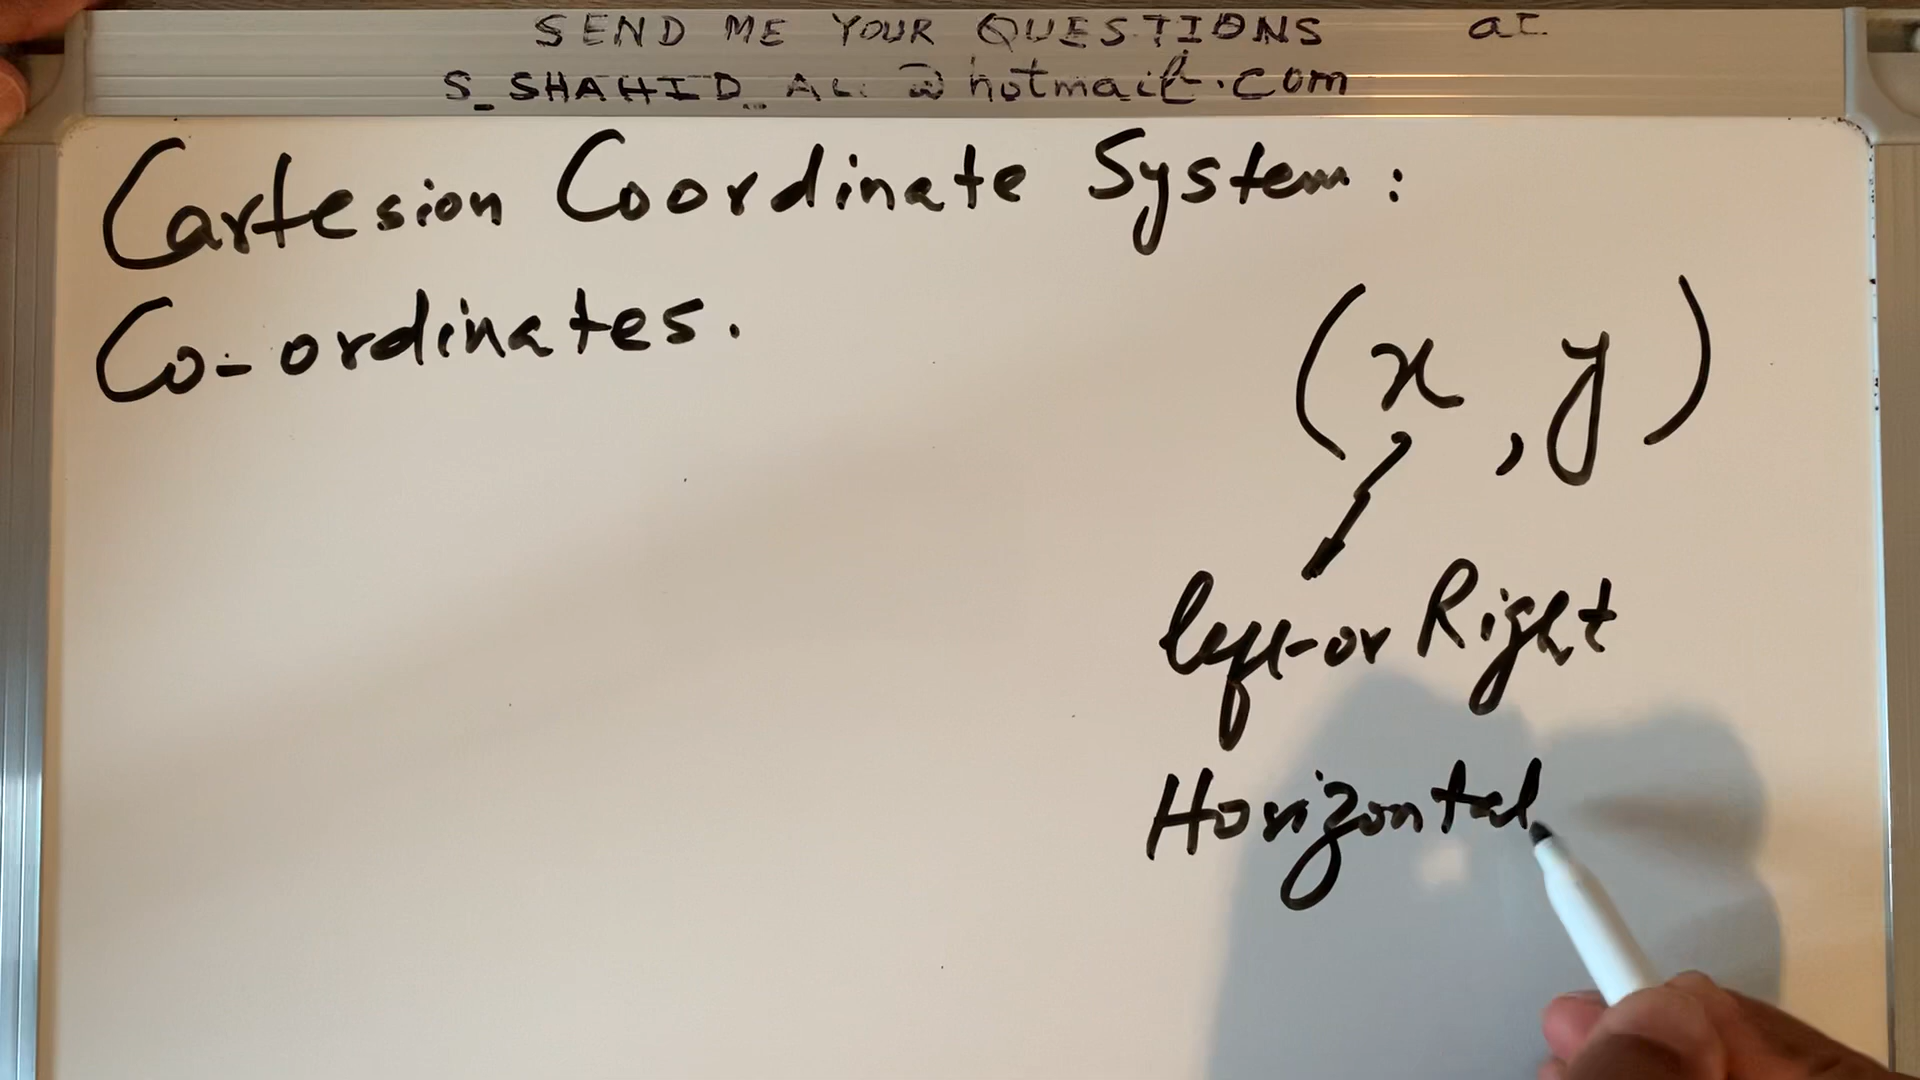 SEND ME YOUR QUESTIONS at
S_SHAHID_ALi @hotmail.com
Cartesion Coordinate System:
Co-ordinates.
(x, y)
left or Right
Horizontal